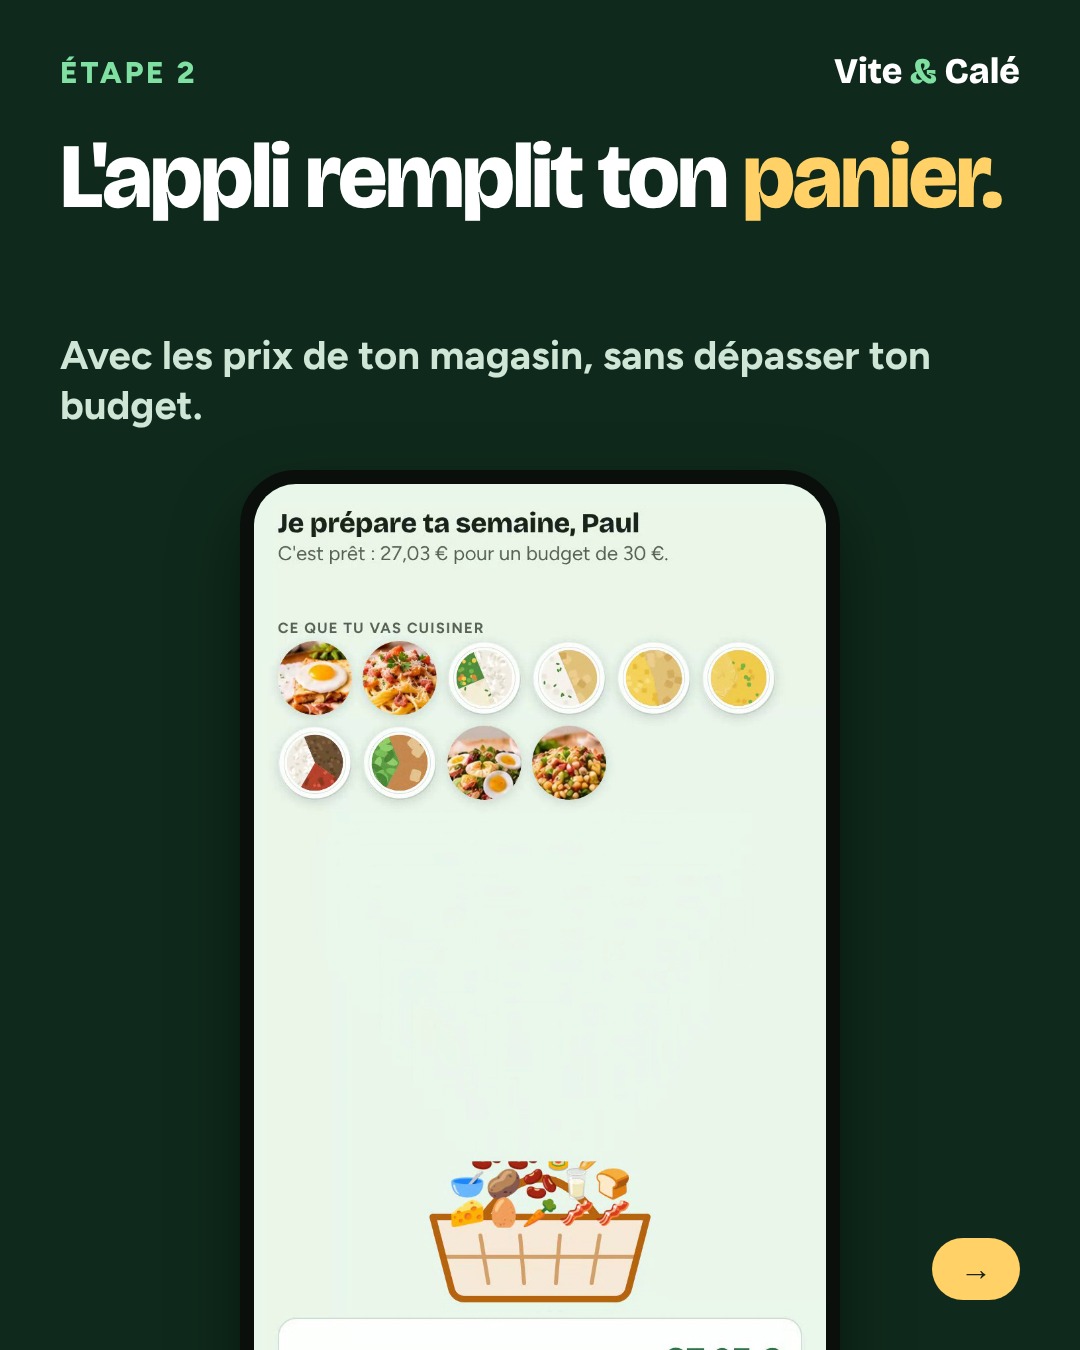 ÉTAPE 2
Vite & Calé
L'appli remplit ton panier.
Avec les prix de ton magasin, sans dépasser ton
budget.
Je prépare ta semaine, Paul
C'est prêt : 27,03 € pour un budget de 30 €.
CE QUE TU VAS CUISINER
→